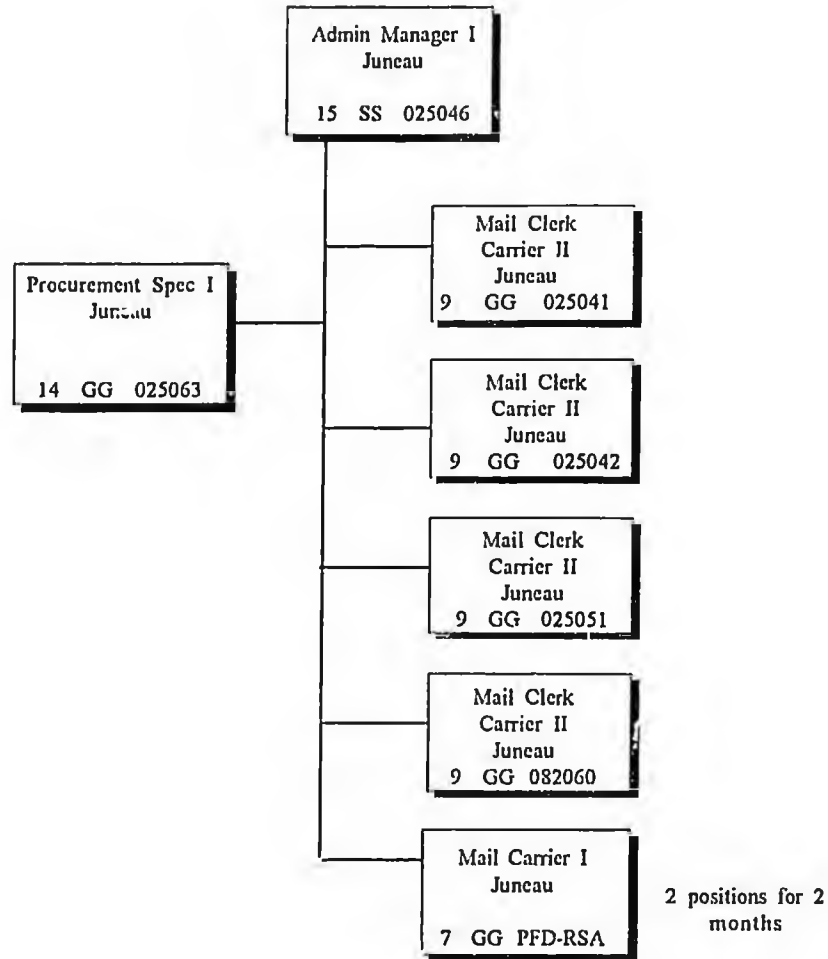 Admin Manager I
Juneau
15 SS 025046
Mail Clerk
Carrier II
Juneau
9 GG 025041
Procurement Spec I
Juneau
14 GG 025063
Mail Clerk
Carrier II
Juneau
9 GG 025042
Mail Clerk
Carrier II
Juneau
9 GG 025051
Mail Clerk
Carrier II
Juneau
9 GG 082060
Mail Carrier I
Juneau
7 GG PFD-RSA
2 positions for 2
months